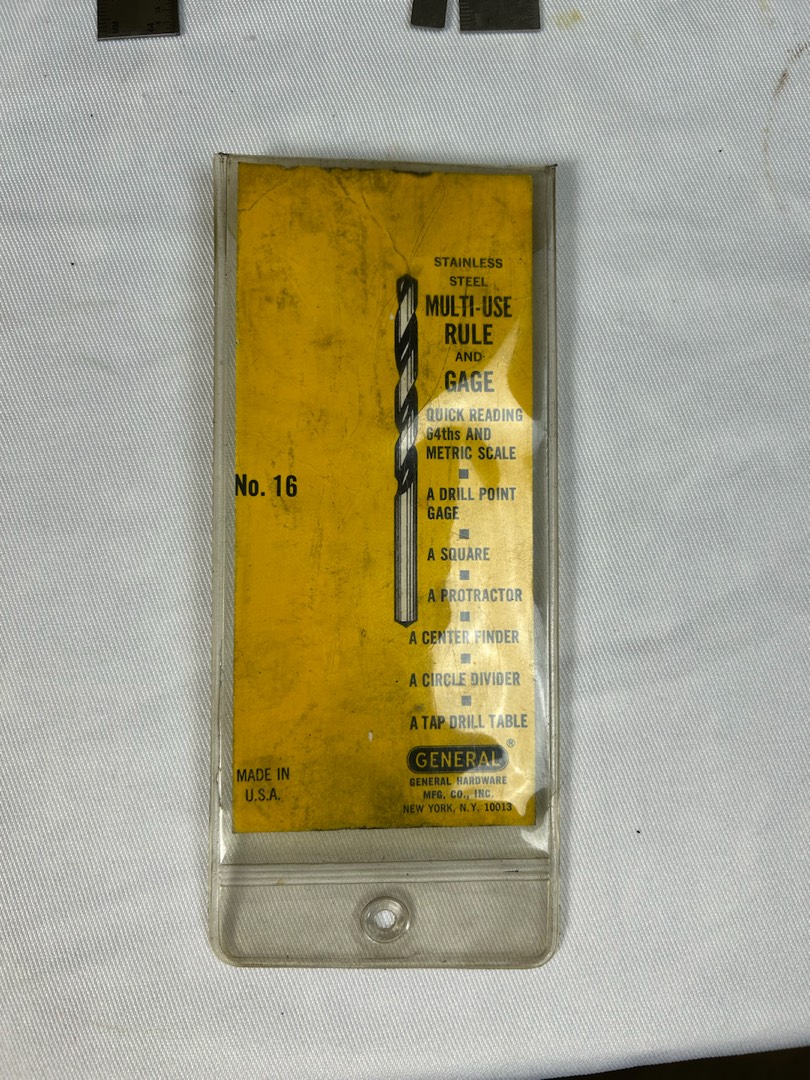 STAINLESS
STEEL
MULTI-USE
RULE
AND
GAGE
QUICK READING
64ths AND
METRIC SCALE
No. 16
A DRILL POINT
GAGE
A SQUARE
A PROTRACTOR
A CENTER FINDER
A CIRCLE DIVIDER
A TAP DRILL TABLE
GENERAL®
GENERAL HARDWARE
MFG. CO., INC.
NEW YORK, N.Y. 10013
MADE IN
U.S.A.